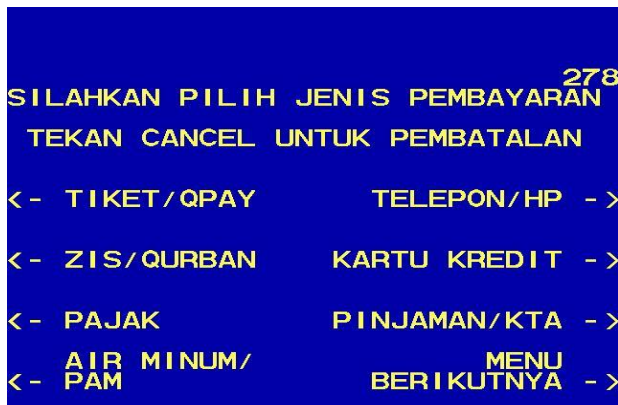 278
SILAHKAN PILIH JENIS PEMBAYARAN
TEKAN CANCEL UNTUK PEMBATALAN
<- TIKET/QPAY TELEPON/HP ->
<- ZIS/QURBAN KARTU KREDIT ->
<- PAJAK PINJAMAN/KTA ->
AIR MINUM/ MENU
<- PAM BERIKUTNYA ->